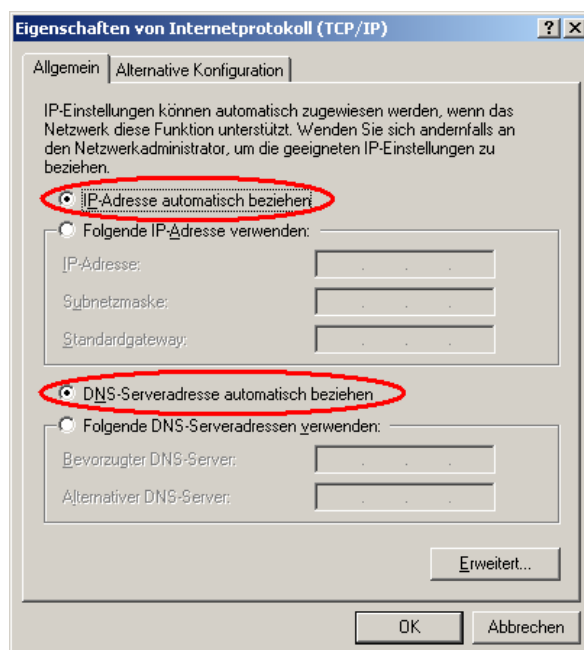 Eigenschaften von Internetprotokoll (TCP/IP)
Allgemein
Alternative Konfiguration
IP-Einstellungen können automatisch zugewiesen werden, wenn das
Netzwerk diese Funktion unterstützt. Wenden Sie sich andernfalls an
den Netzwerkadministrator, um die geeigneten IP-Einstellungen zu
beziehen.
IP-Adresse automatisch beziehen
Folgende IP-Adresse verwenden:
IP-Adresse:
Subnetzmaske:
Standardgateway:
DNS-Serveradresse automatisch beziehen
Folgende DNS-Serveradressen verwenden:
Bevorzugter DNS-Server:
Alternativer DNS-Server:
Erweitert...
OK
Abbrechen